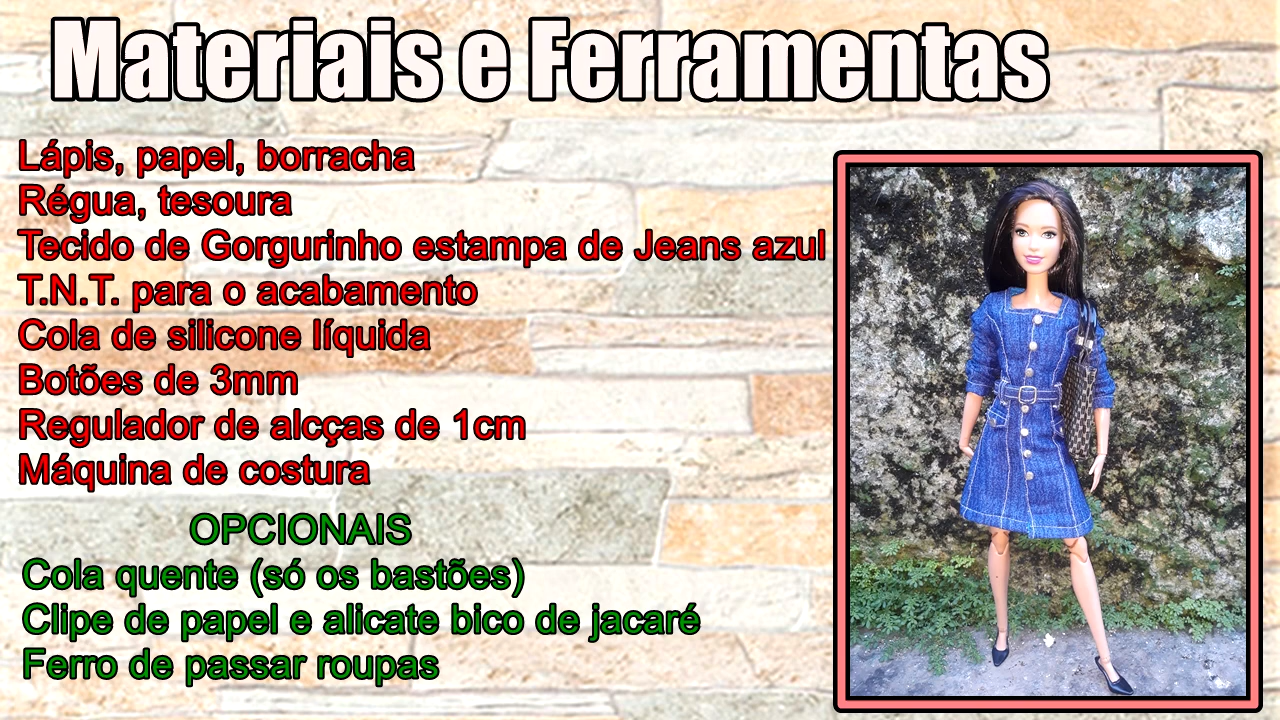 Materiais e Ferramentas
Lápis, papel, borracha
Régua, tesoura
Tecido de Gorgurinho estampa de Jeans azul
T.N.T. para o acabamento
Cola de silicone líquida
Botões de 3mm
Regulador de alcças de 1cm
Máquina de costura
OPCIONAIS
Cola quente (só os bastões)
Clipe de papel e alicate bico de jacaré
Ferro de passar roupas